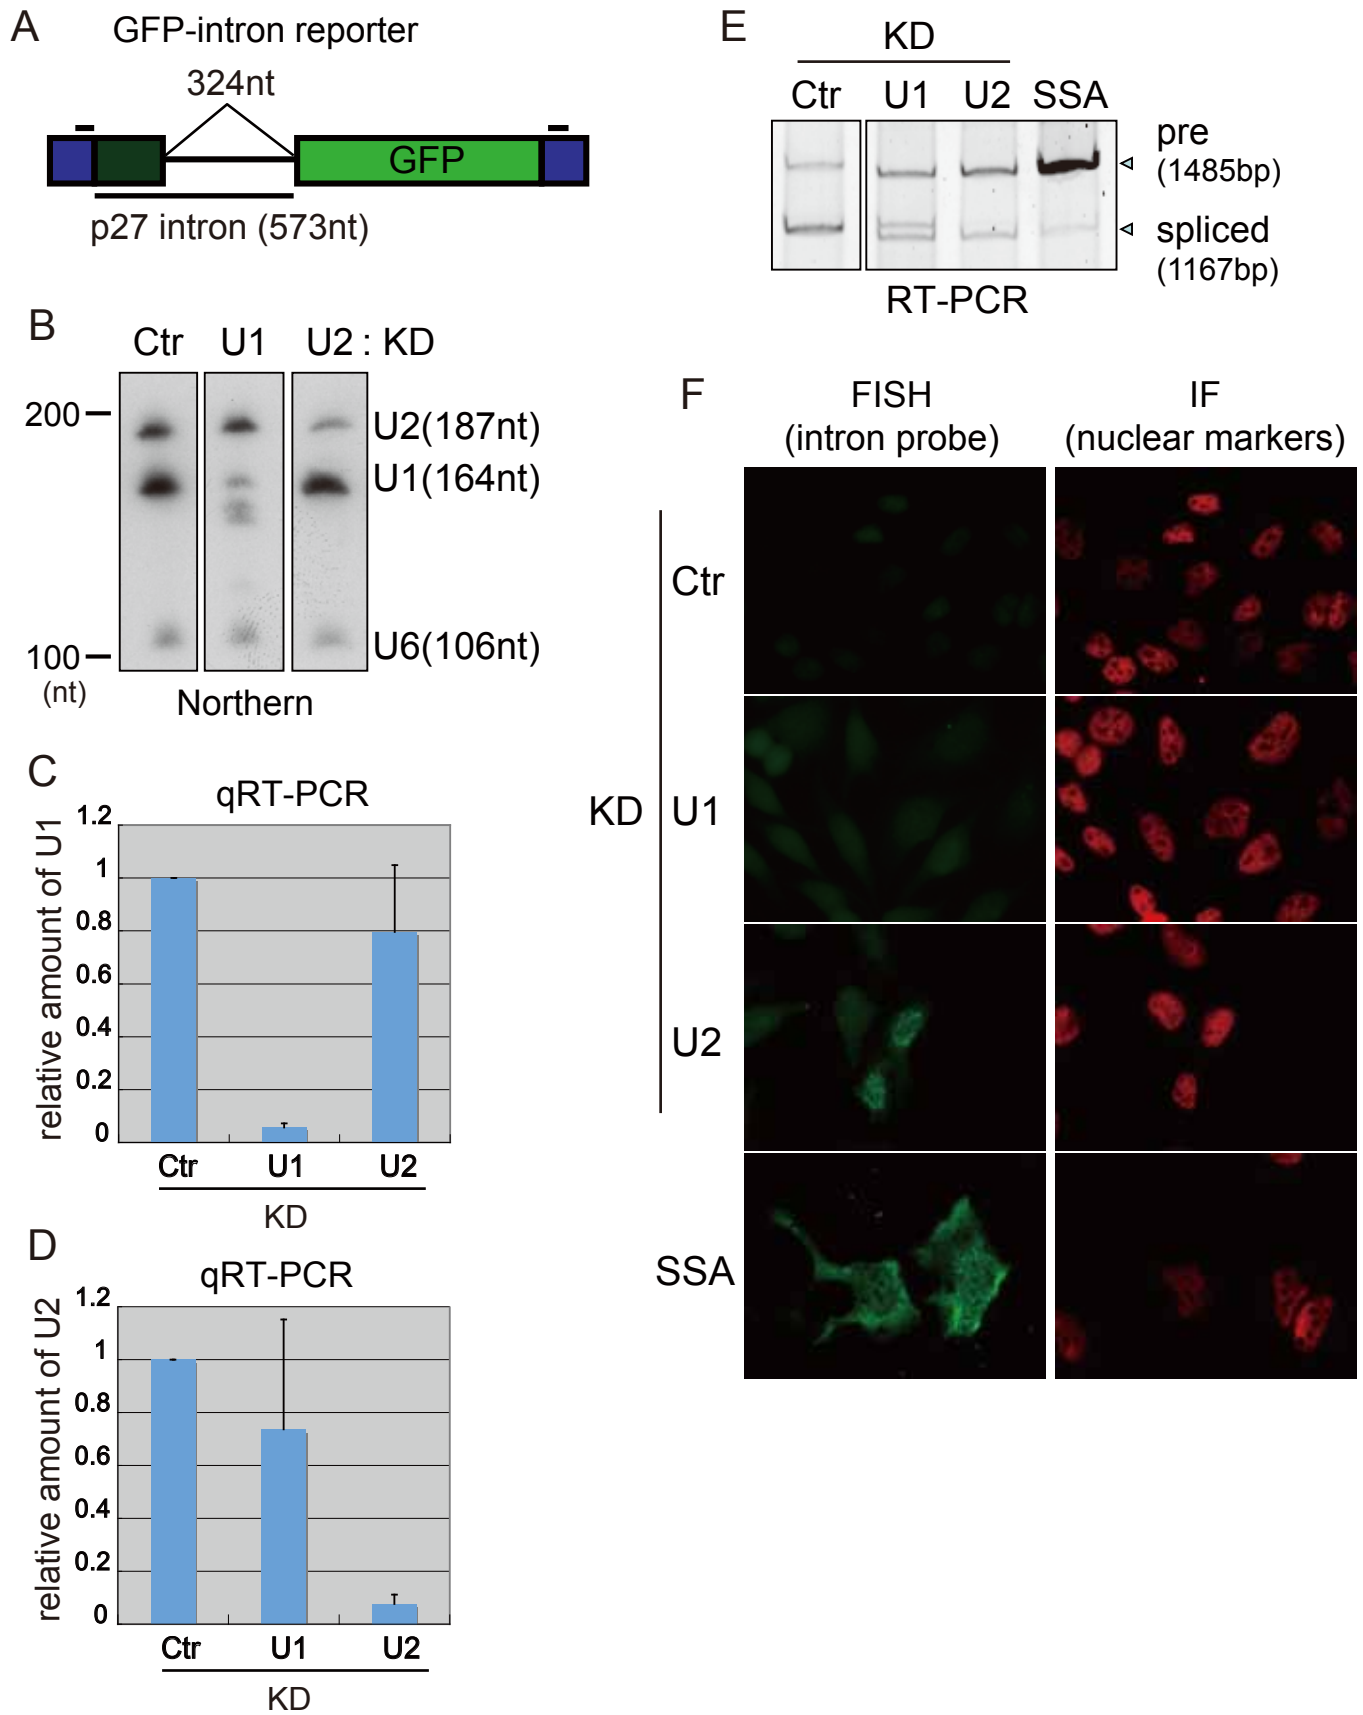 A
GFP-intron reporter
324nt
GFP
p27 intron (573nt)
B
Ctr U1 U2 : KD
200
U2(187nt)
U1(164nt)
U6(106nt)
100
(nt)
Northern
C
qRT-PCR
relative amount of U1
1.2
1
0.8
0.6
0.4
0.2
0
Ctr U1 U2
KD
D
qRT-PCR
relative amount of U2
1.2
1
0.8
0.6
0.4
0.2
0
Ctr U1 U2
KD
E
KD
Ctr U1 U2 SSA
pre
(1485bp)
spliced
(1167bp)
RT-PCR
F
FISH
(intron probe)
IF
(nuclear markers)
KD
Ctr
U1
U2
SSA